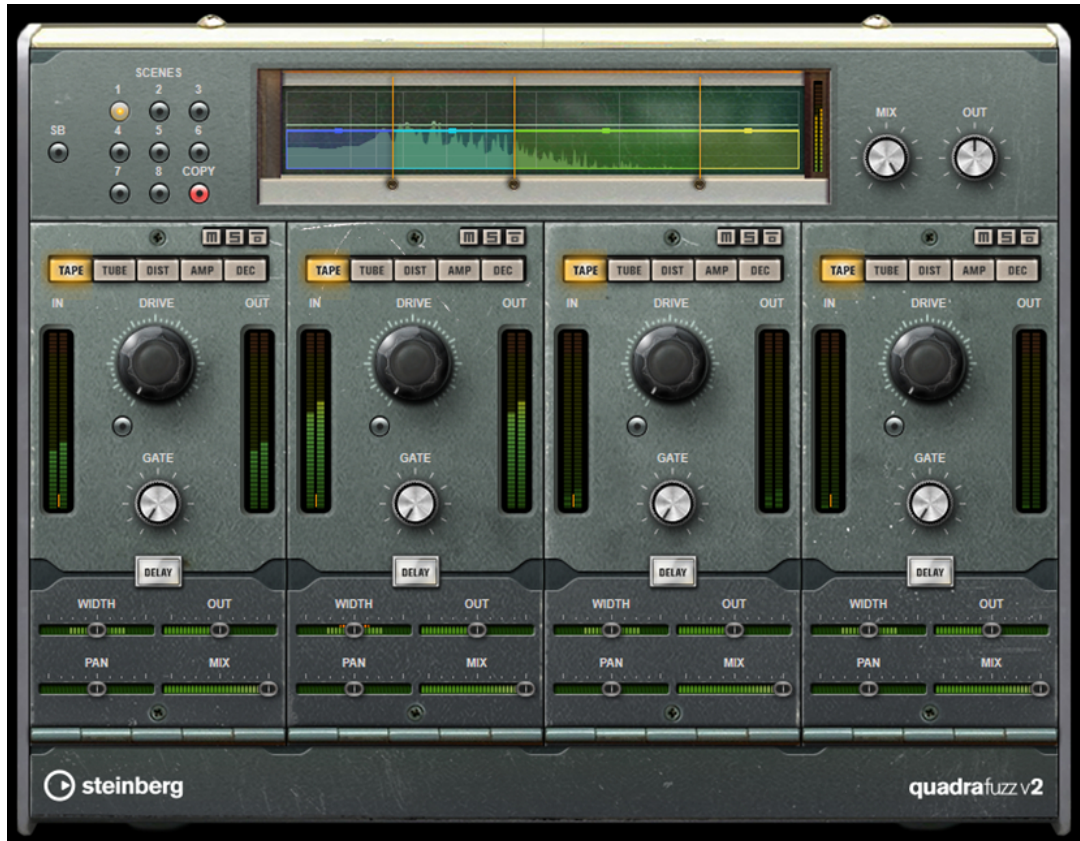 SCENES
1 2 3
SB
4 5 6
7 8 COPY
MIX OUT
M S
TAPE TUBE DIST AMP DEC
IN DRIVE OUT
GATE
DELAY
WIDTH OUT
PAN MIX
M S
TAPE TUBE DIST AMP DEC
IN DRIVE OUT
GATE
DELAY
WIDTH OUT
PAN MIX
M S
TAPE TUBE DIST AMP DEC
IN DRIVE OUT
GATE
DELAY
WIDTH OUT
PAN MIX
M S
TAPE TUBE DIST AMP DEC
IN DRIVE OUT
GATE
DELAY
WIDTH OUT
PAN MIX
steinberg
quadrafuzz v2